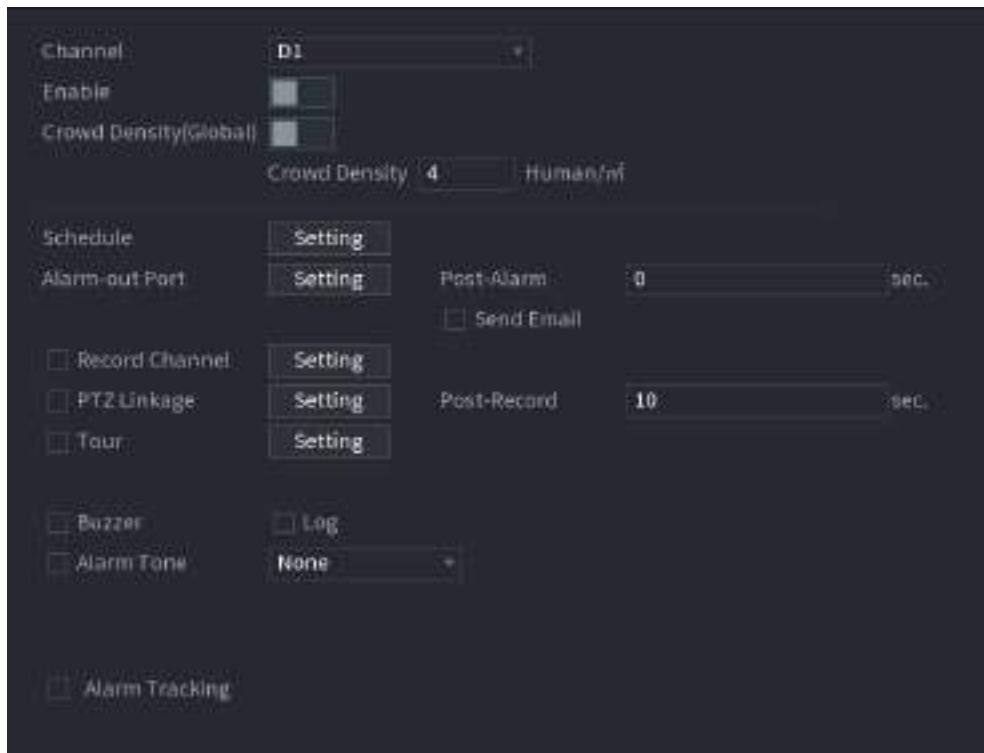 Channel D1
Enable
Crowd Density(Global)
Crowd Density 4 Human/㎡
Schedule Setting
Alarm-out Port Setting Post-Alarm 0 sec.
Send Email
Record Channel Setting
PTZ Linkage Setting Post-Record 10 sec.
Tour Setting
Buzzer Log
Alarm Tone None
Alarm Tracking